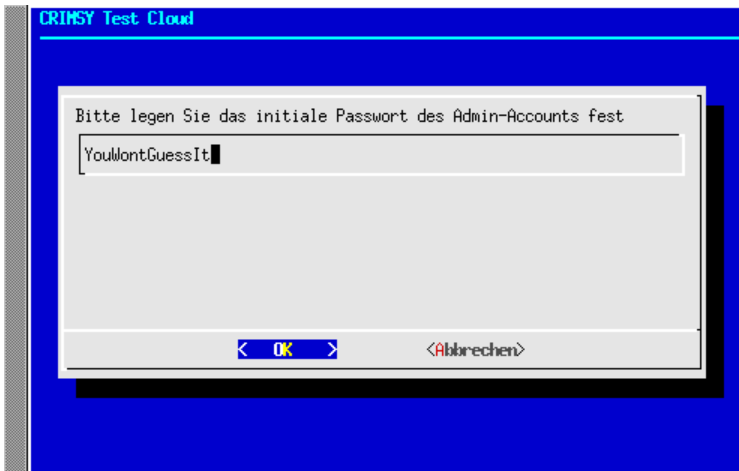 CRIMSY Test Cloud
Bitte legen Sie das initiale Passwort des Admin-Accounts fest
YouWontGuessIt
< OK > <Abbrechen>